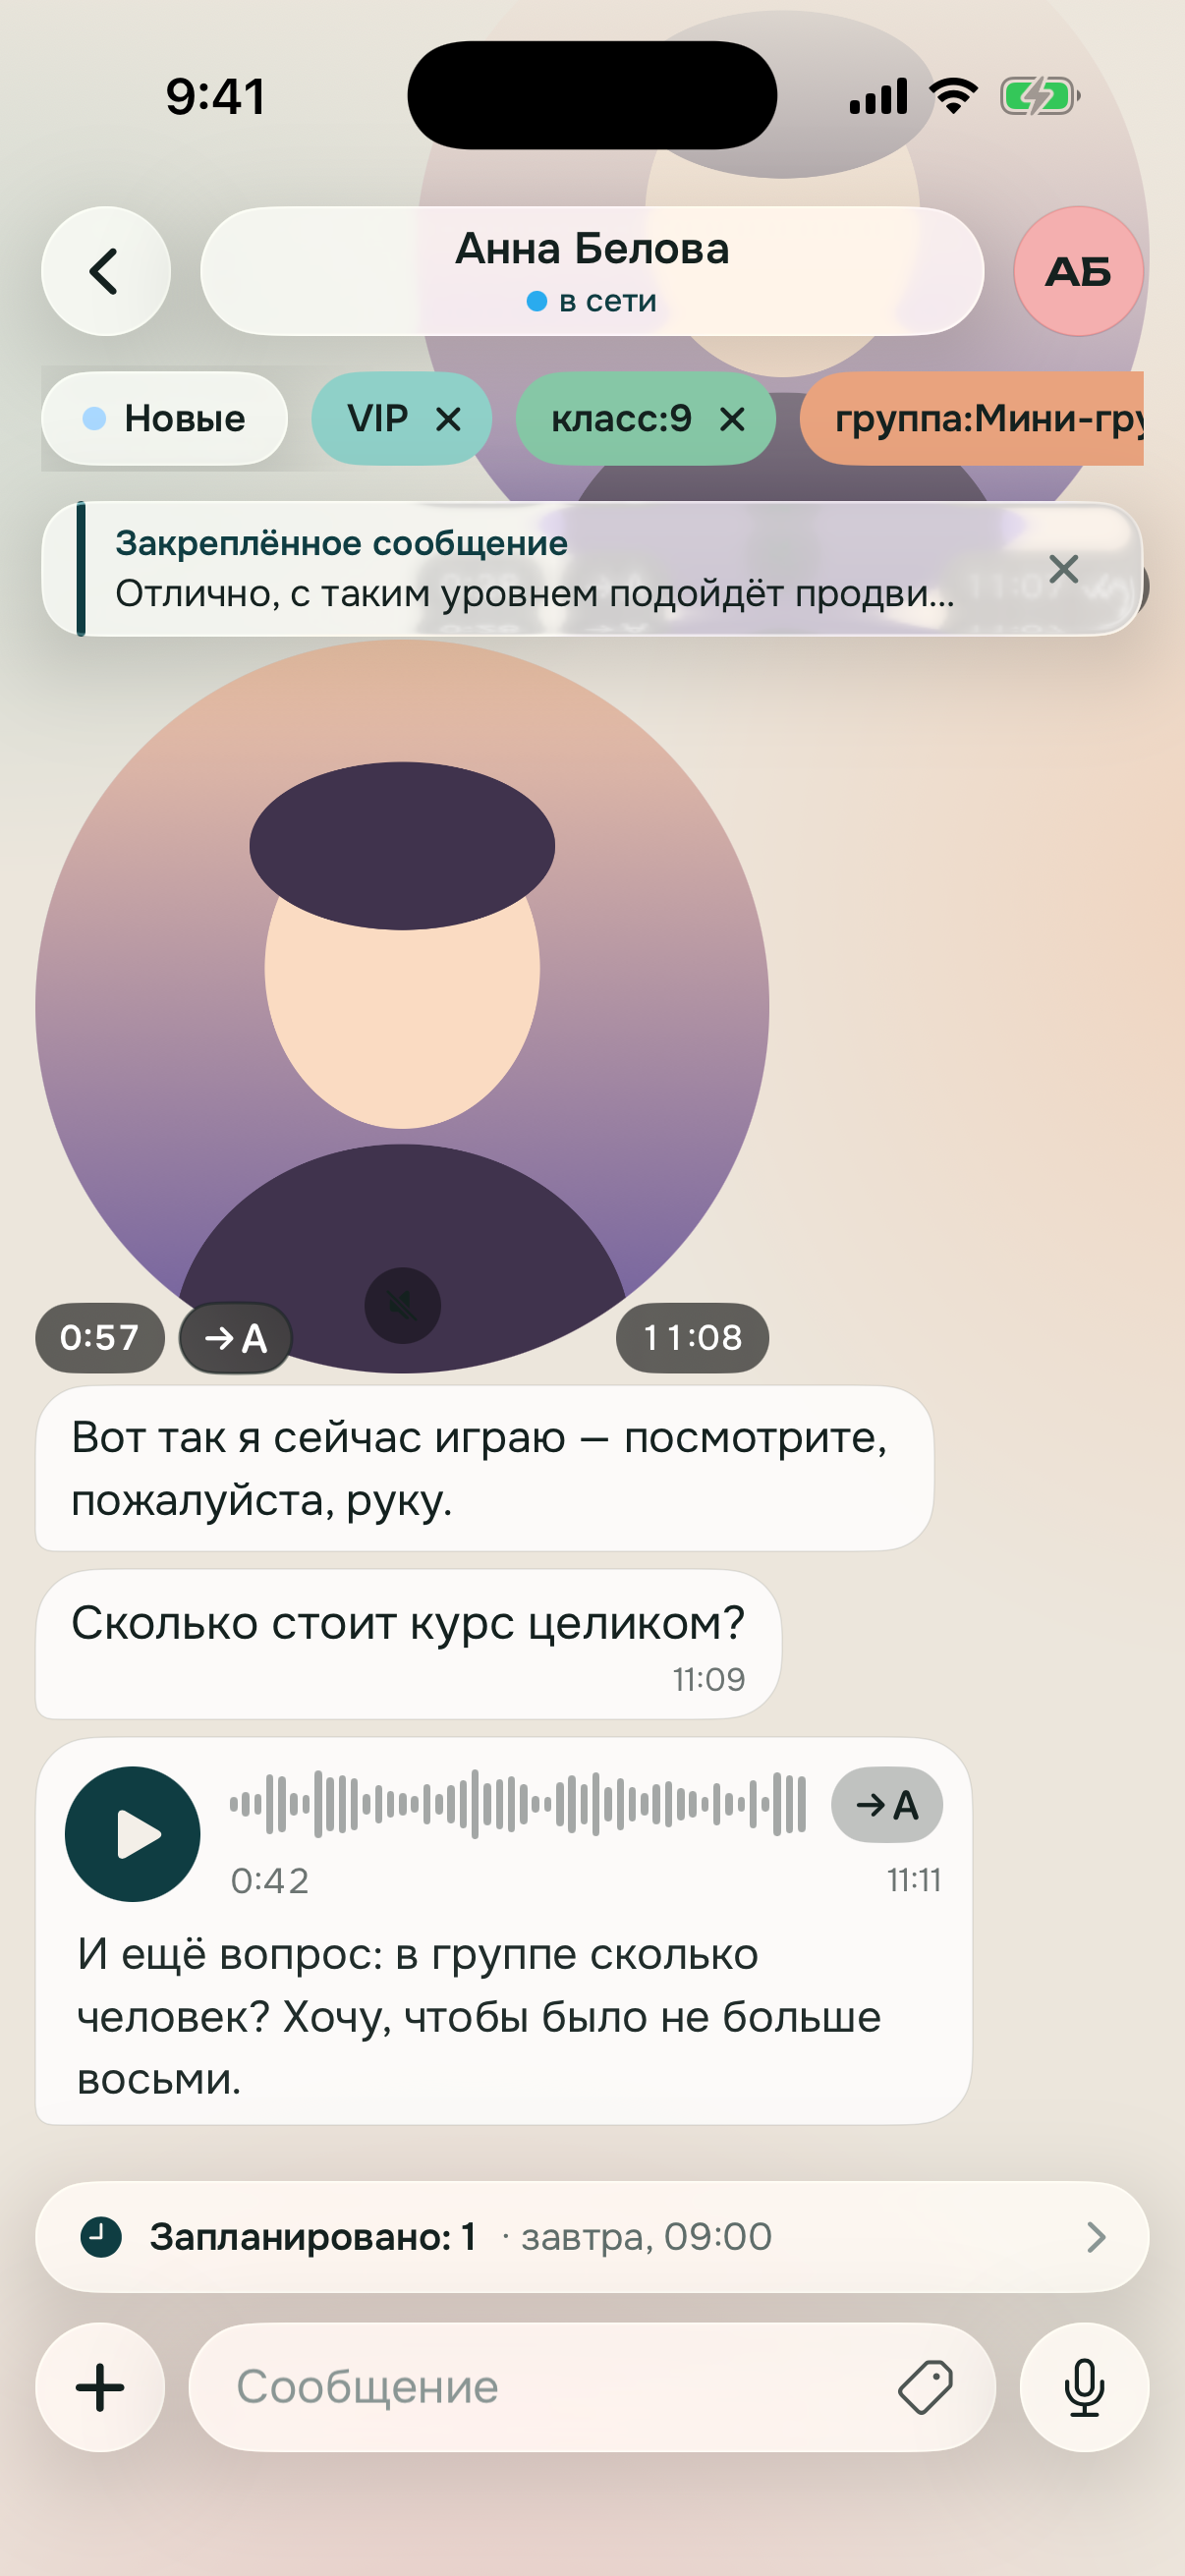 9:41
Анна Белова
в сети
АБ
Новые
VIP
класс:9
группа:Мини-гру
Закреплённое сообщение
Отлично, с таким уровнем подойдёт продви...
0:57
→A
11:08
Вот так я сейчас играю — посмотрите,
пожалуйста, руку.
Сколько стоит курс целиком?
11:09
→A
0:42
11:11
И ещё вопрос: в группе сколько
человек? Хочу, чтобы было не больше
восьми.
Запланировано: 1 · завтра, 09:00
Сообщение